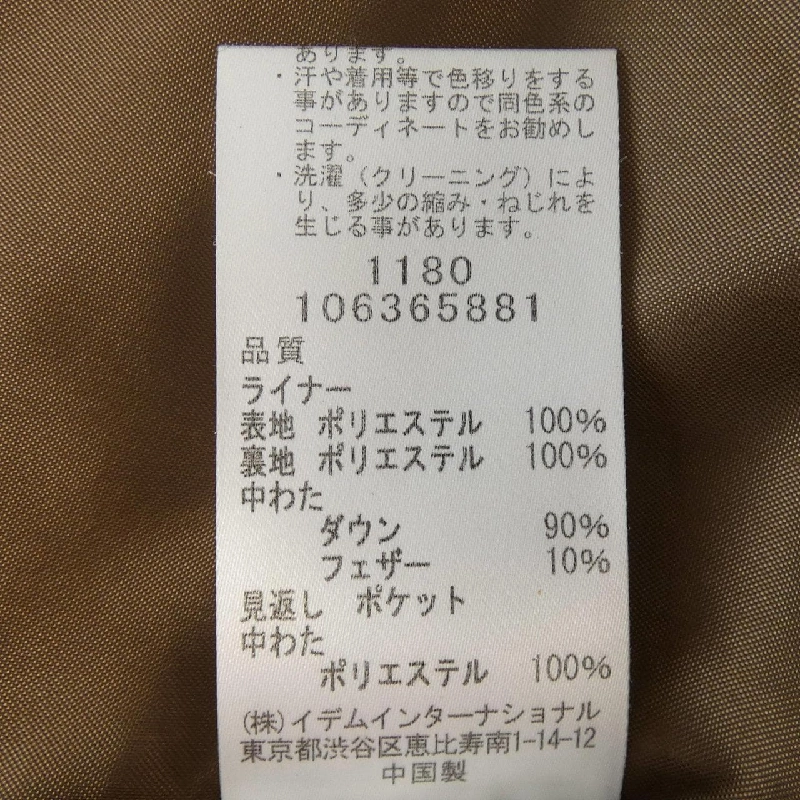 あります。
・汗や着用等で色移りをする
事がありますので同色系の
コーディネートをお勧めし
ます。
・洗濯（クリーニング）によ
り、多少の縮み・ねじれを
生じる事があります。
1180
106365881
品質
ライナー
表地 ポリエステル 100%
裏地 ポリエステル 100%
中わた
ダウン 90%
フェザー 10%
見返し ポケット
中わた
ポリエステル 100%
(株)イデムインターナショナル
東京都渋谷区恵比寿南1-14-12
中国製